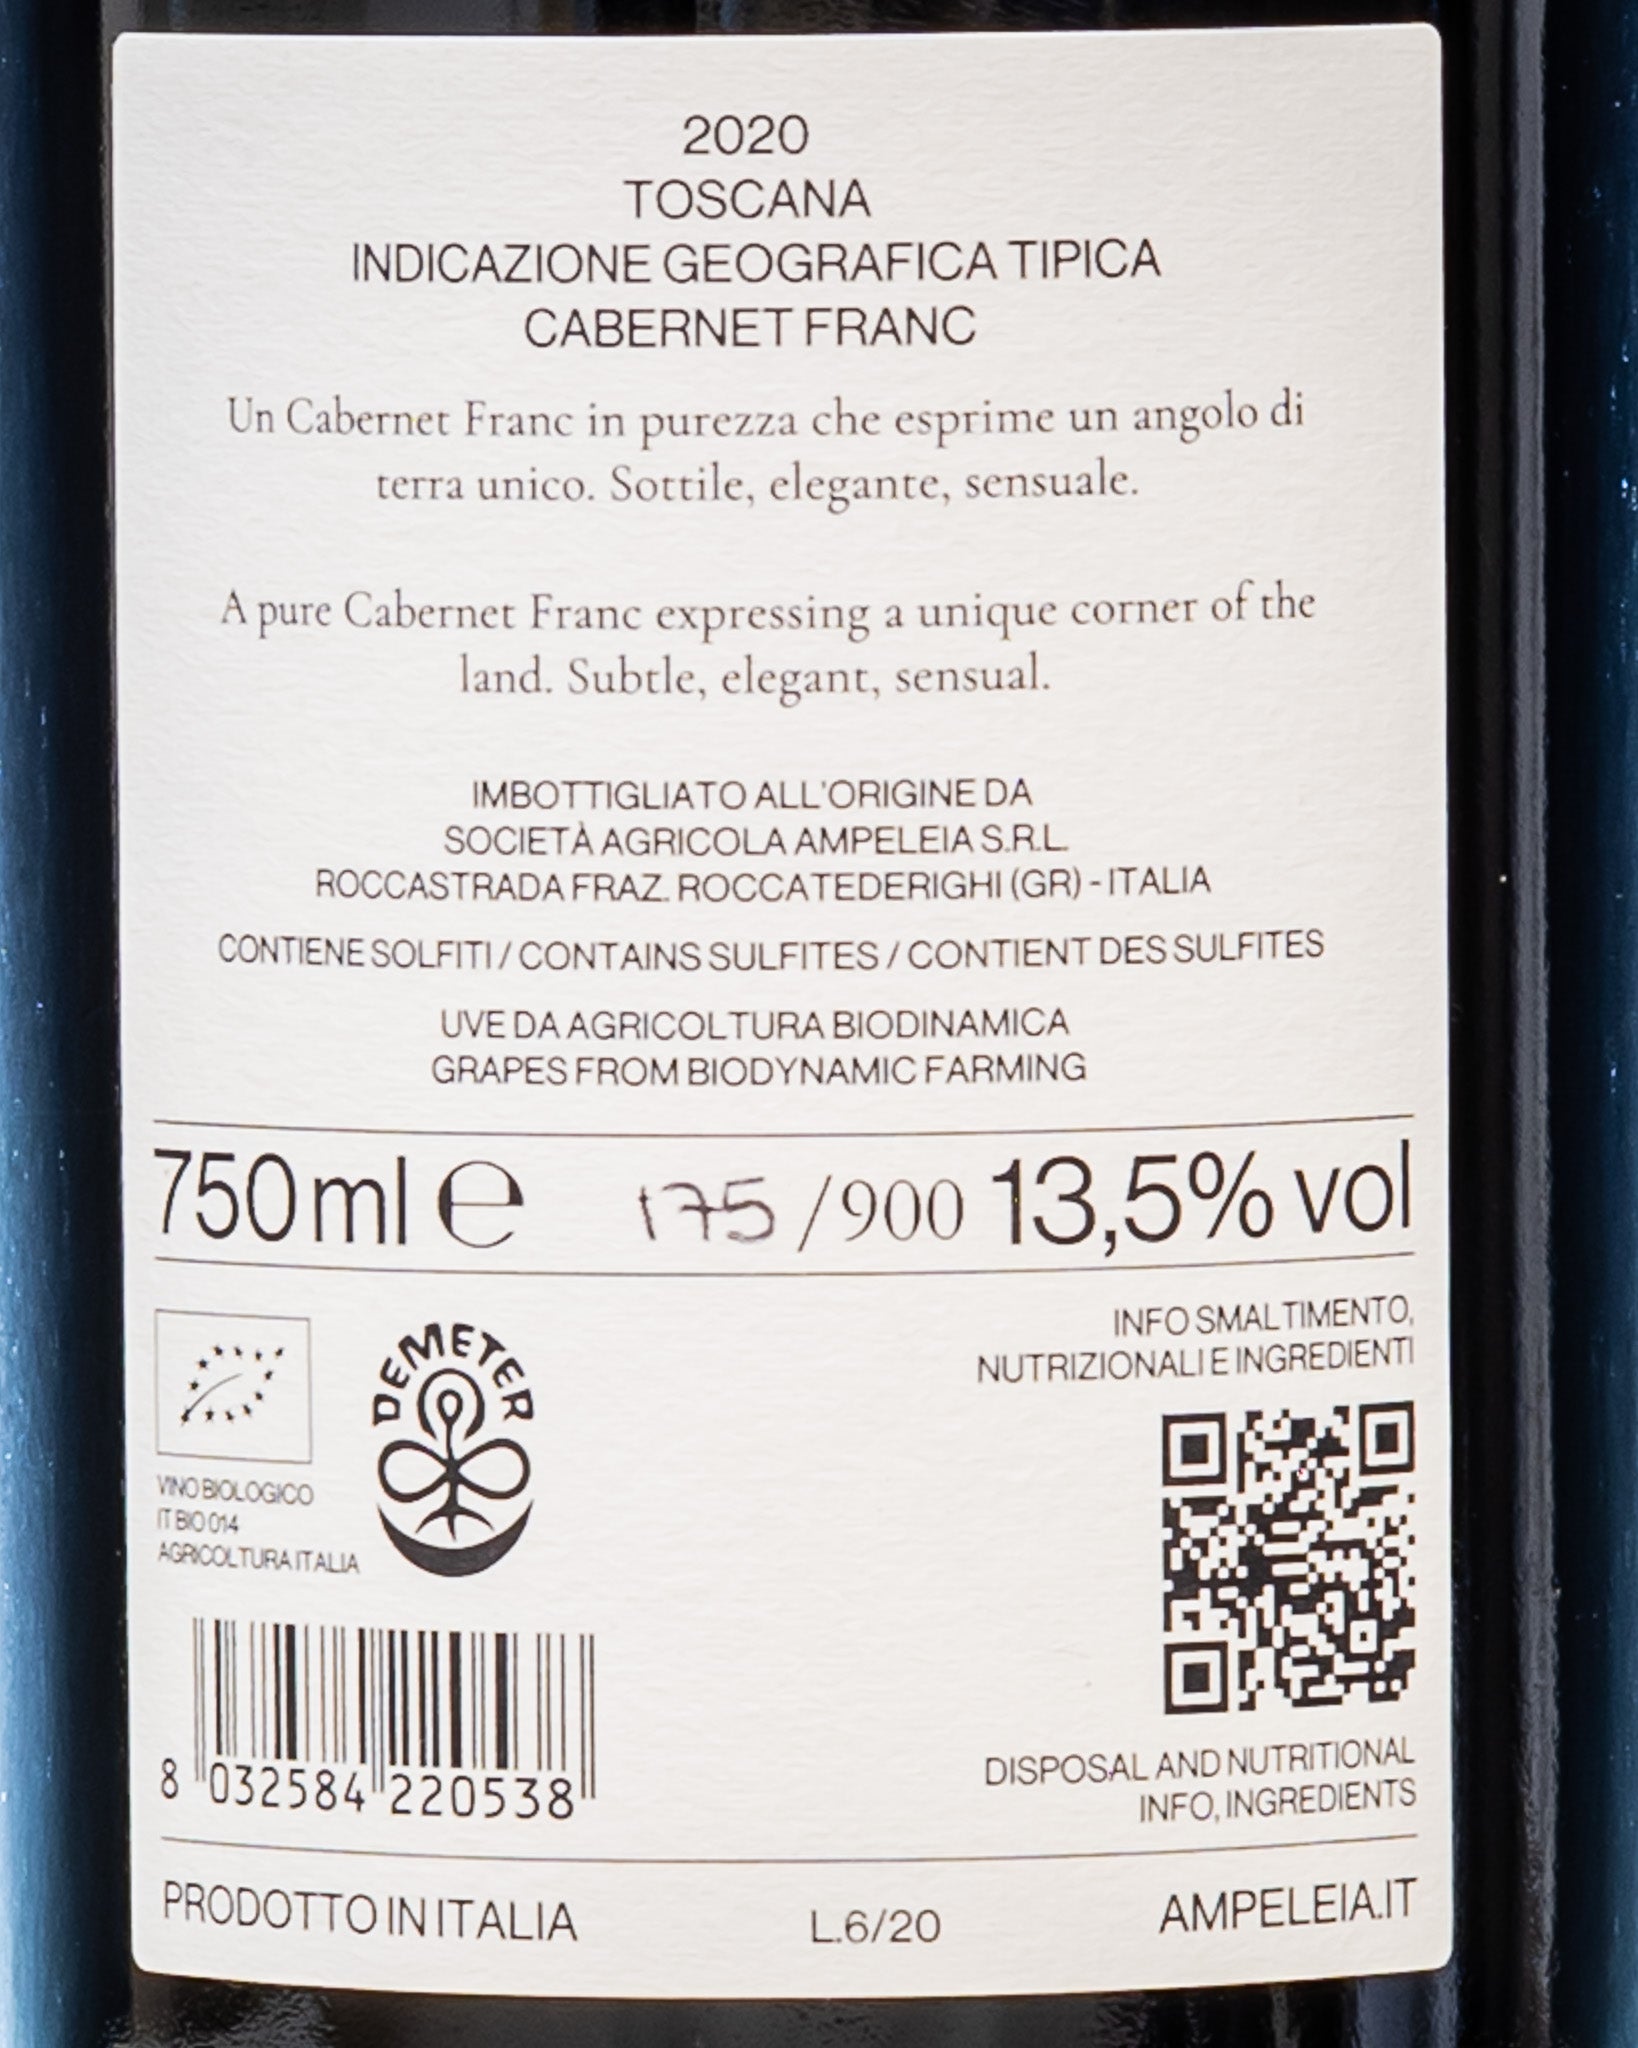 2020
TOSCANA
INDICAZIONE GEOGRAFICA TIPICA
CABERNET FRANC
Un Cabernet Franc in purezza che esprime un angolo di
terra unico. Sottile, elegante, sensuale.
A pure Cabernet Franc expressing a unique corner of the
land. Subtle, elegant, sensual.
IMBOTTIGLIATO ALL'ORIGINE DA
SOCIETÀ AGRICOLA AMPELEIA S.R.L.
ROCCASTRADA FRAZ. ROCCATEDERIGHI (GR) - ITALIA
CONTIENE SOLFITI / CONTAINS SULFITES / CONTIENT DES SULFITES
UVE DA AGRICOLTURA BIODINAMICA
GRAPES FROM BIODYNAMIC FARMING
750 ml e 175 /900 13,5% vol
DEMETER
VINO BIOLOGICO
IT BIO 014
AGRICOLTURA ITALIA
INFO SMALTIMENTO,
NUTRIZIONALI E INGREDIENTI
8 032584 220538
DISPOSAL AND NUTRITIONAL
INFO, INGREDIENTS
PRODOTTO IN ITALIA L.6/20 AMPELEIA.IT